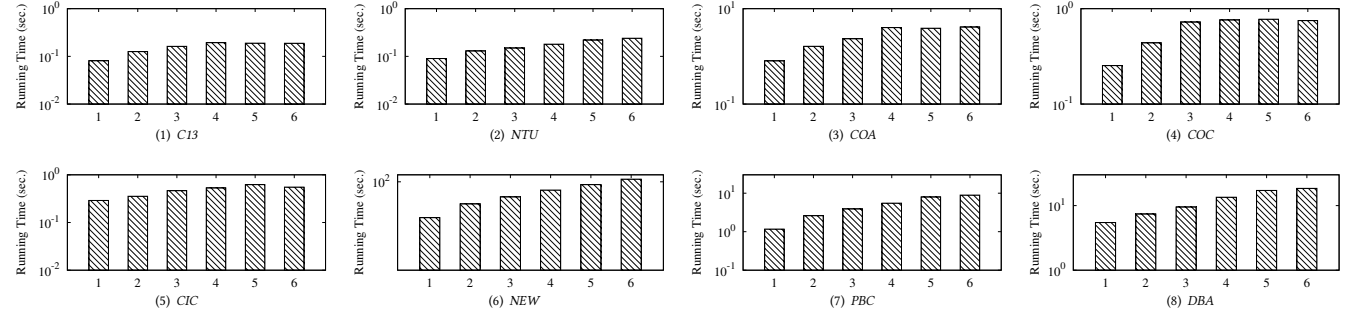 Running Time (sec.)
10^0
10^-1
10^-2
1 2 3 4 5 6
(1) C13
Running Time (sec.)
10^0
10^-1
10^-2
1 2 3 4 5 6
(2) NTU
Running Time (sec.)
10^1
10^-1
1 2 3 4 5 6
(3) COA
Running Time (sec.)
10^0
10^-1
1 2 3 4 5 6
(4) COC
Running Time (sec.)
10^0
10^-1
10^-2
1 2 3 4 5 6
(5) CIC
Running Time (sec.)
10^2
1 2 3 4 5 6
(6) NEW
Running Time (sec.)
10^1
10^0
10^-1
1 2 3 4 5 6
(7) PBC
Running Time (sec.)
10^1
10^0
1 2 3 4 5 6
(8) DBA